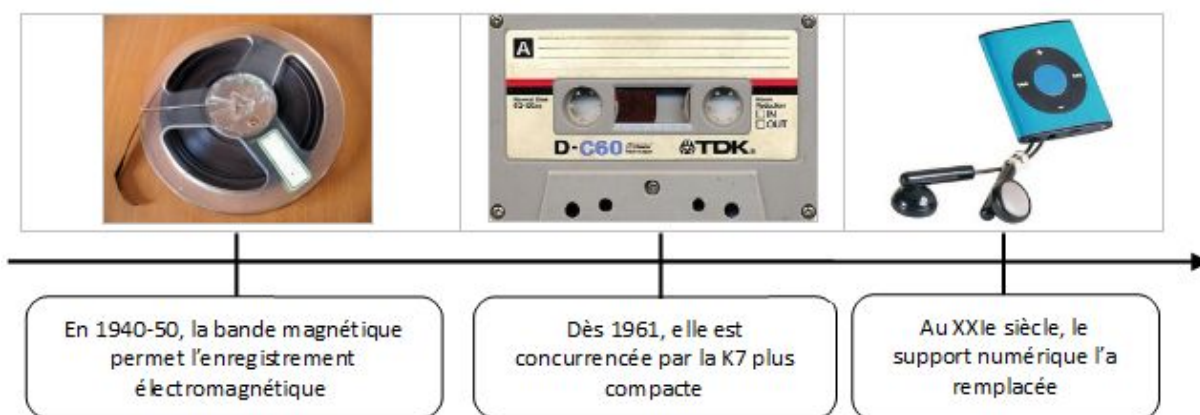 A
D-C60
TDK
IN
OUT
En 1940-50, la bande magnétique
permet l'enregistrement
électromagnétique
Dès 1961, elle est
concurrencée par la K7 plus
compacte
Au XXIe siècle, le
support numérique l'a
remplacée